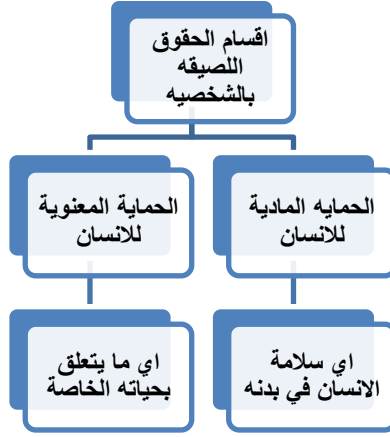 اقسام الحقوق
اللصيقه
بالشخصيه
الحمايه المادية
للانسان
الحماية المعنوية
للانسان
اي سلامة
الانسان في بدنه
اي ما يتعلق
بحياته الخاصة